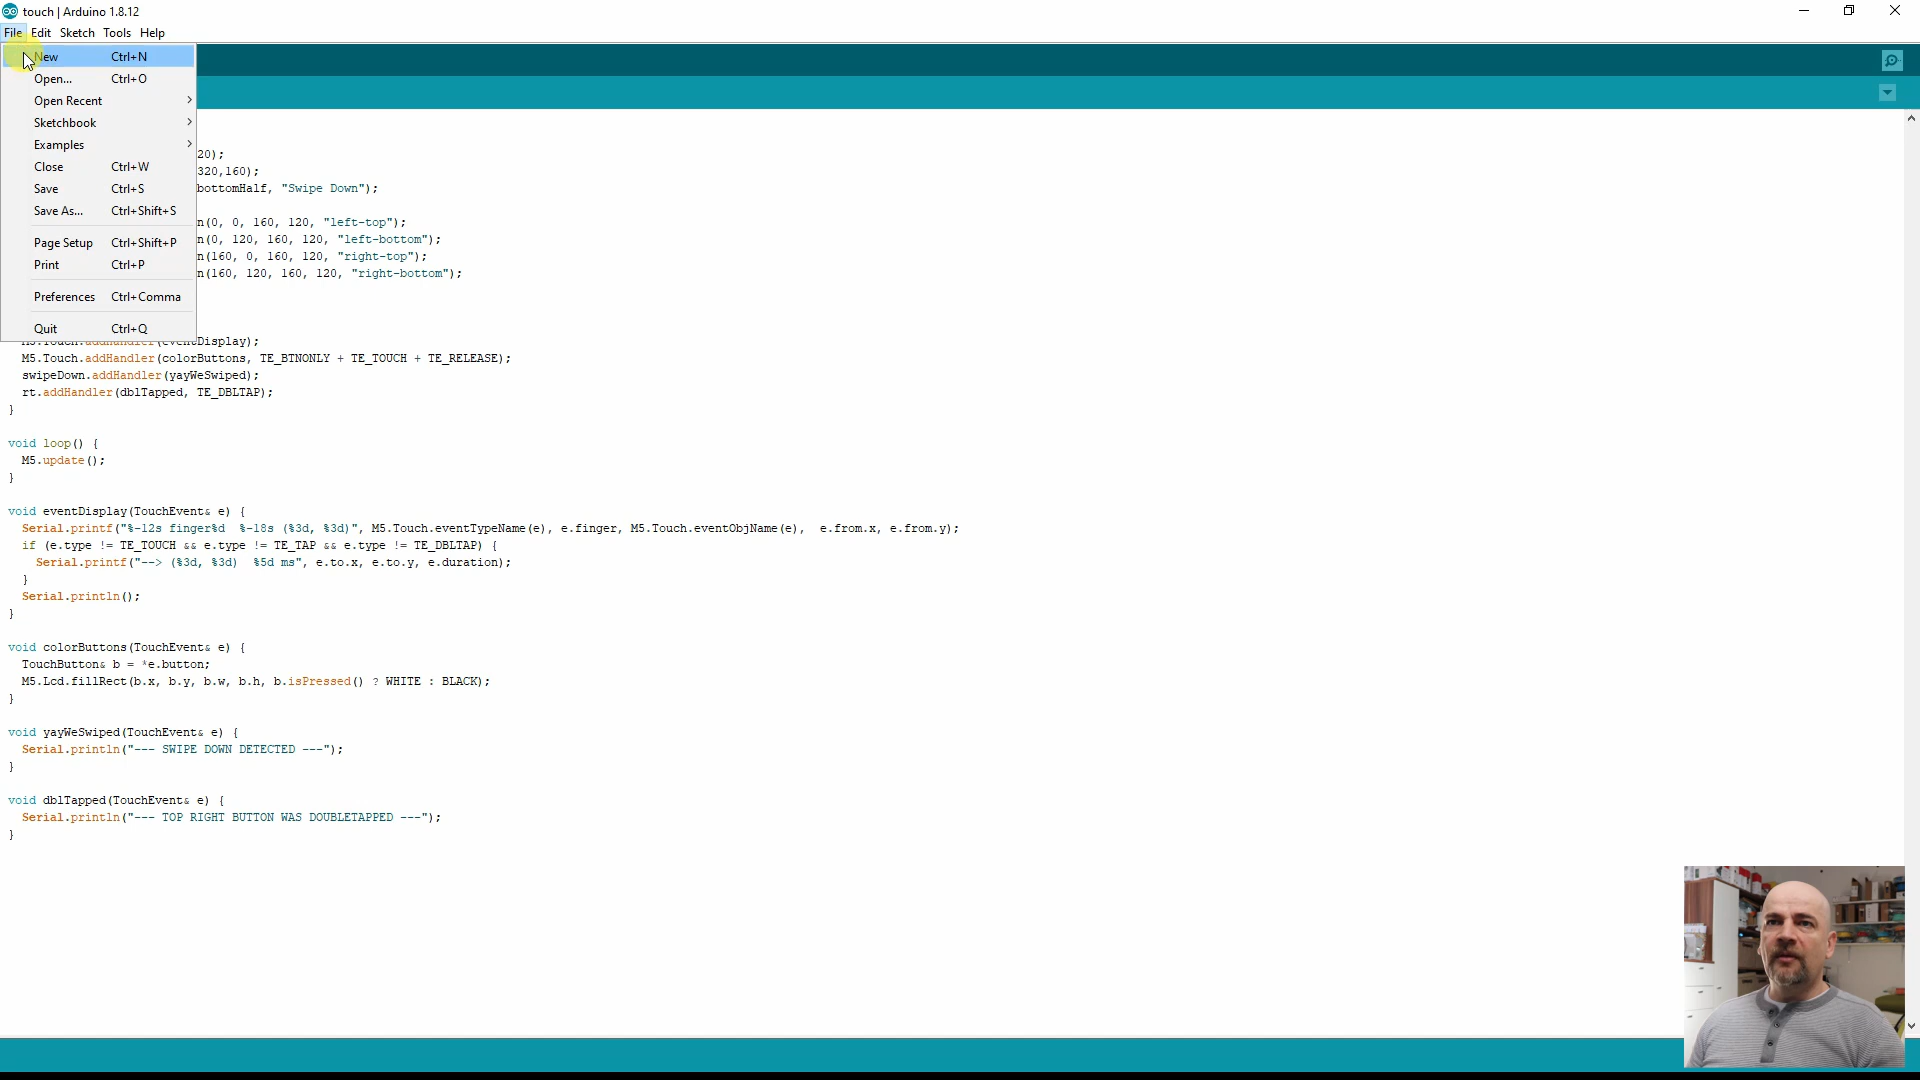 touch | Arduino 1.8.12
File Edit Sketch Tools Help
New Ctrl+N
Open... Ctrl+O
Open Recent
Sketchbook
Examples
Close Ctrl+W
Save Ctrl+S
Save As... Ctrl+Shift+S
Page Setup Ctrl+Shift+P
Print Ctrl+P
Preferences Ctrl+Comma
Quit Ctrl+Q
20);
320,160);
bottomHalf, "Swipe Down");
n(0, 0, 160, 120, "left-top");
n(0, 120, 160, 120, "left-bottom");
n(160, 0, 160, 120, "right-top");
n(160, 120, 160, 120, "right-bottom");
M5.Touch.addHandler(eventDisplay);
M5.Touch.addHandler(colorButtons, TE_BTNONLY + TE_TOUCH + TE_RELEASE);
swipeDown.addHandler(yayWeSwiped);
rt.addHandler(dblTapped, TE_DBLTAP);
}
void loop() {
M5.update();
}
void eventDisplay(TouchEvent& e) {
Serial.printf("%-12s finger%d  %-18s (%3d, %3d)", M5.Touch.eventTypeName(e), e.finger, M5.Touch.eventObjName(e),  e.from.x, e.from.y);
if (e.type != TE_TOUCH && e.type != TE_TAP && e.type != TE_DBLTAP) {
Serial.printf("--> (%3d, %3d)  %5d ms", e.to.x, e.to.y, e.duration);
}
Serial.println();
}
void colorButtons(TouchEvent& e) {
TouchButton& b = *e.button;
M5.Lcd.fillRect(b.x, b.y, b.w, b.h, b.isPressed() ? WHITE : BLACK);
}
void yayWeSwiped(TouchEvent& e) {
Serial.println("--- SWIPE DOWN DETECTED ---");
}
void dblTapped(TouchEvent& e) {
Serial.println("--- TOP RIGHT BUTTON WAS DOUBLETAPPED ---");
}